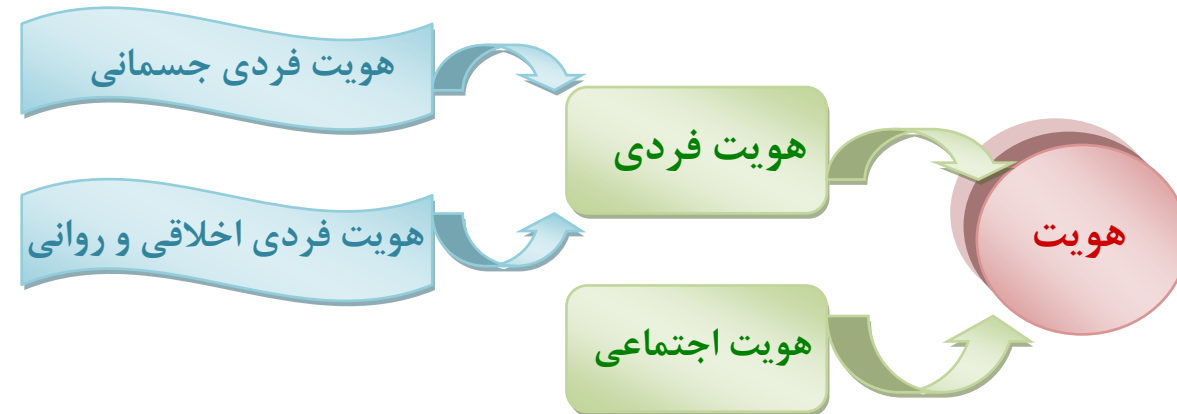 هویت فردی جسمانی
هویت فردی
هویت فردی اخلاقی و روانی
هویت
هویت اجتماعی